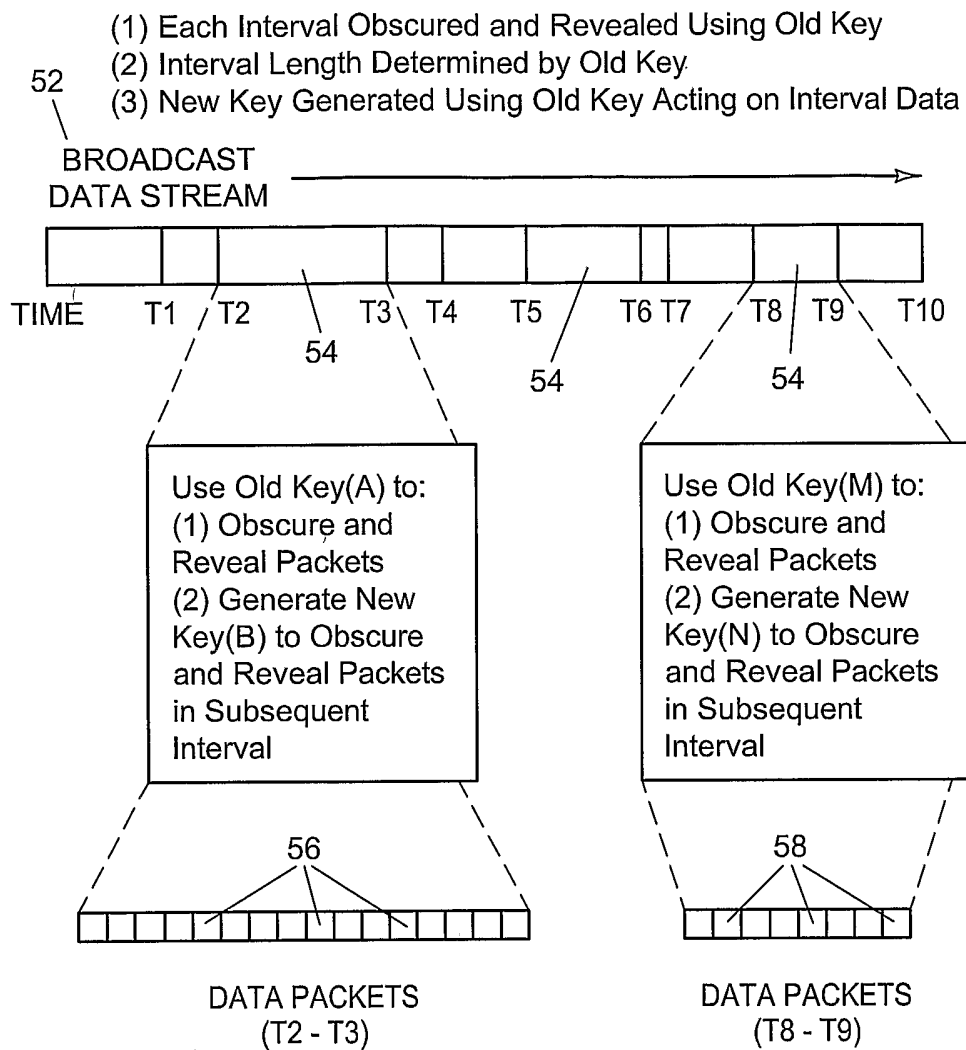 (1) Each Interval Obscured and Revealed Using Old Key
(2) Interval Length Determined by Old Key
(3) New Key Generated Using Old Key Acting on Interval Data
52
BROADCAST
DATA STREAM
TIME T1 T2 T3 T4 T5 T6 T7 T8 T9 T10
54
54
54
Use Old Key(A) to:
(1) Obscure and
Reveal Packets
(2) Generate New
Key(B) to Obscure
and Reveal Packets
in Subsequent
Interval
Use Old Key(M) to:
(1) Obscure and
Reveal Packets
(2) Generate New
Key(N) to Obscure
and Reveal Packets
in Subsequent
Interval
56
58
DATA PACKETS
(T2 - T3)
DATA PACKETS
(T8 - T9)